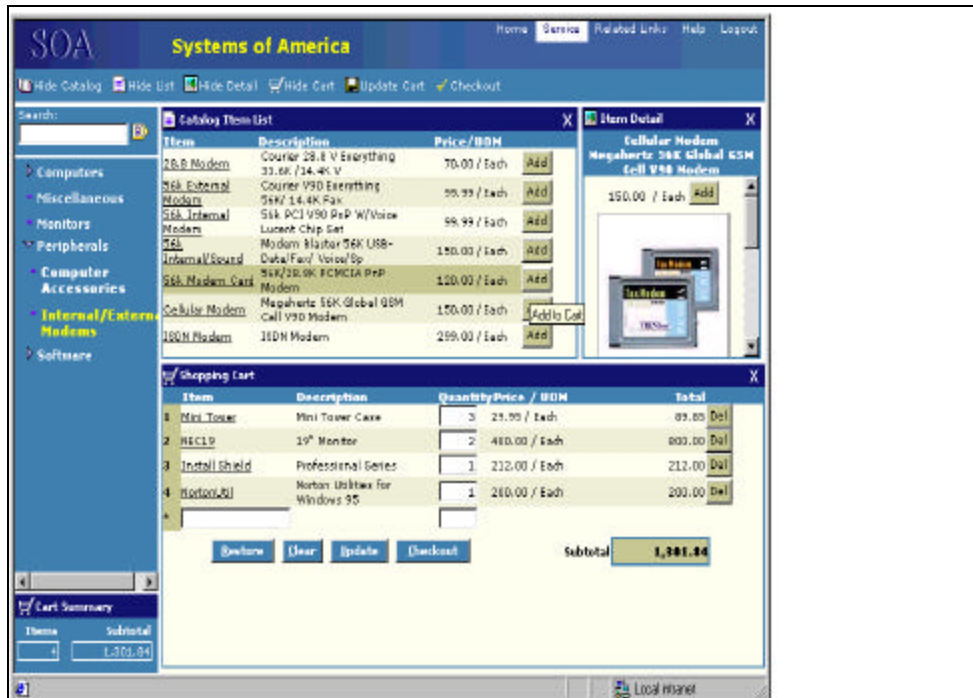 SOA
Systems of America
Home Service Related Links Help Logout
Hide Catalog Hide List Hide Detail Hide Cart Update Cart Checkout
Search:
Computers
Miscellaneous
Monitors
Peripherals
Computer
Accessories
Internal/Externa
Modems
Software
Catalog Item List X
Item Description Price/UOM
28.8 Modem Courier 28.8 V Everything 33.6K /14.4K V 70.00 / Each Add
56k External Modem Courier V90 Everything 56K/ 14.4K Fax 99.99 / Each Add
56k Internal Modem 56k PCI V90 PnP W/Voice Lucent Chip Set 99.99 / Each Add
56k Internal/Sound Modem Blaster 56K USB- Data/Fax/ Voice/Sp 150.00 / Each Add
56k Modem Card 56K/28.8K PCMCIA PnP Modem 120.00 / Each Add
Cellular Modem Megahertz 56K Global GSM Cell V90 Modem 150.00 / Each
Add to Cart
ISDN Modem ISDN Modem 299.00 / Each Add
Item Detail X
Cellular Modem
Megahertz 56K Global GSM
Cell V90 Modem
150.00 / Each Add
Shopping Cart X
Item Description Quantity Price / UOM Total
1 Mini Tower Mini Tower Case 3 29.95 / Each 89.85 Del
2 NEC19 19" Monitor 2 400.00 / Each 800.00 Del
3 Install Shield Professional Series 1 212.00 / Each 212.00 Del
4 NortonUtil Norton Utilities for Windows 95 1 200.00 / Each 200.00 Del
*
Restore Clear Update Checkout
Subtotal 1,301.84
Cart Summary
Items Subtotal
4 1,301.84
Local intranet